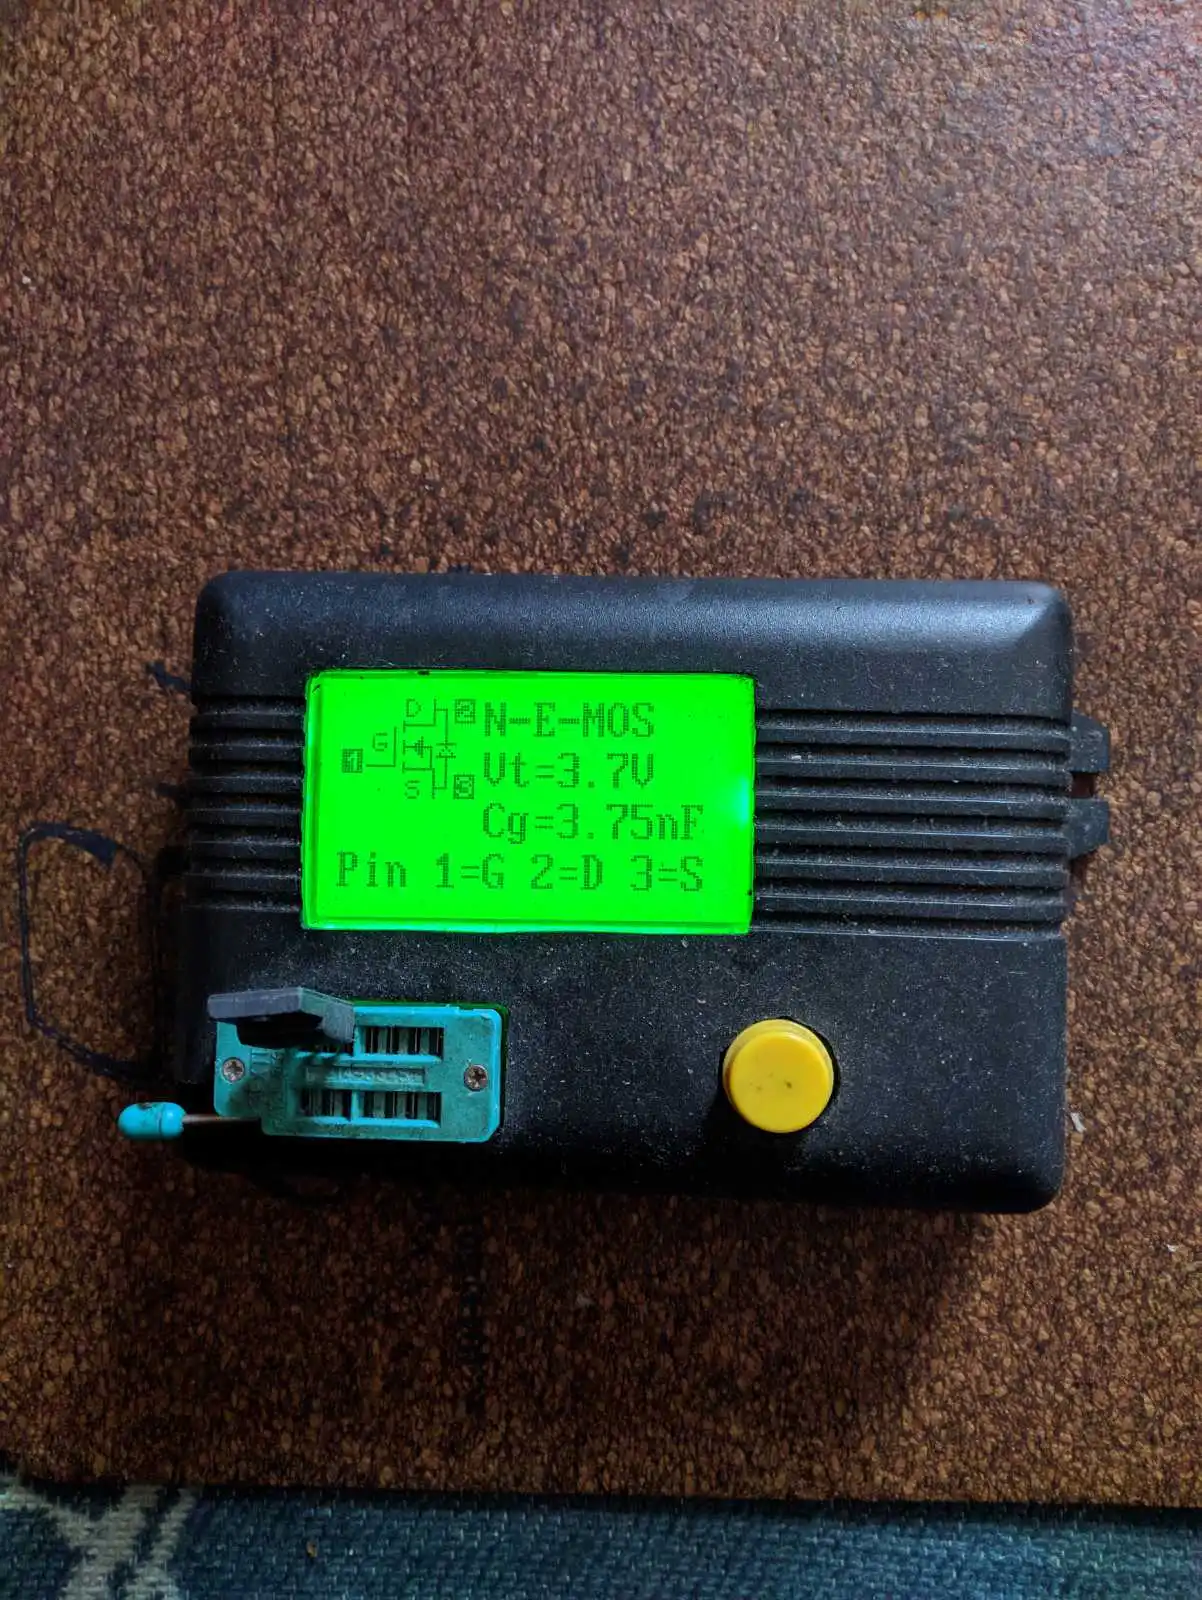 D 2 N-E-MOS
1 G Vt=3.7V
S 3
Cg=3.75nF
Pin 1=G 2=D 3=S